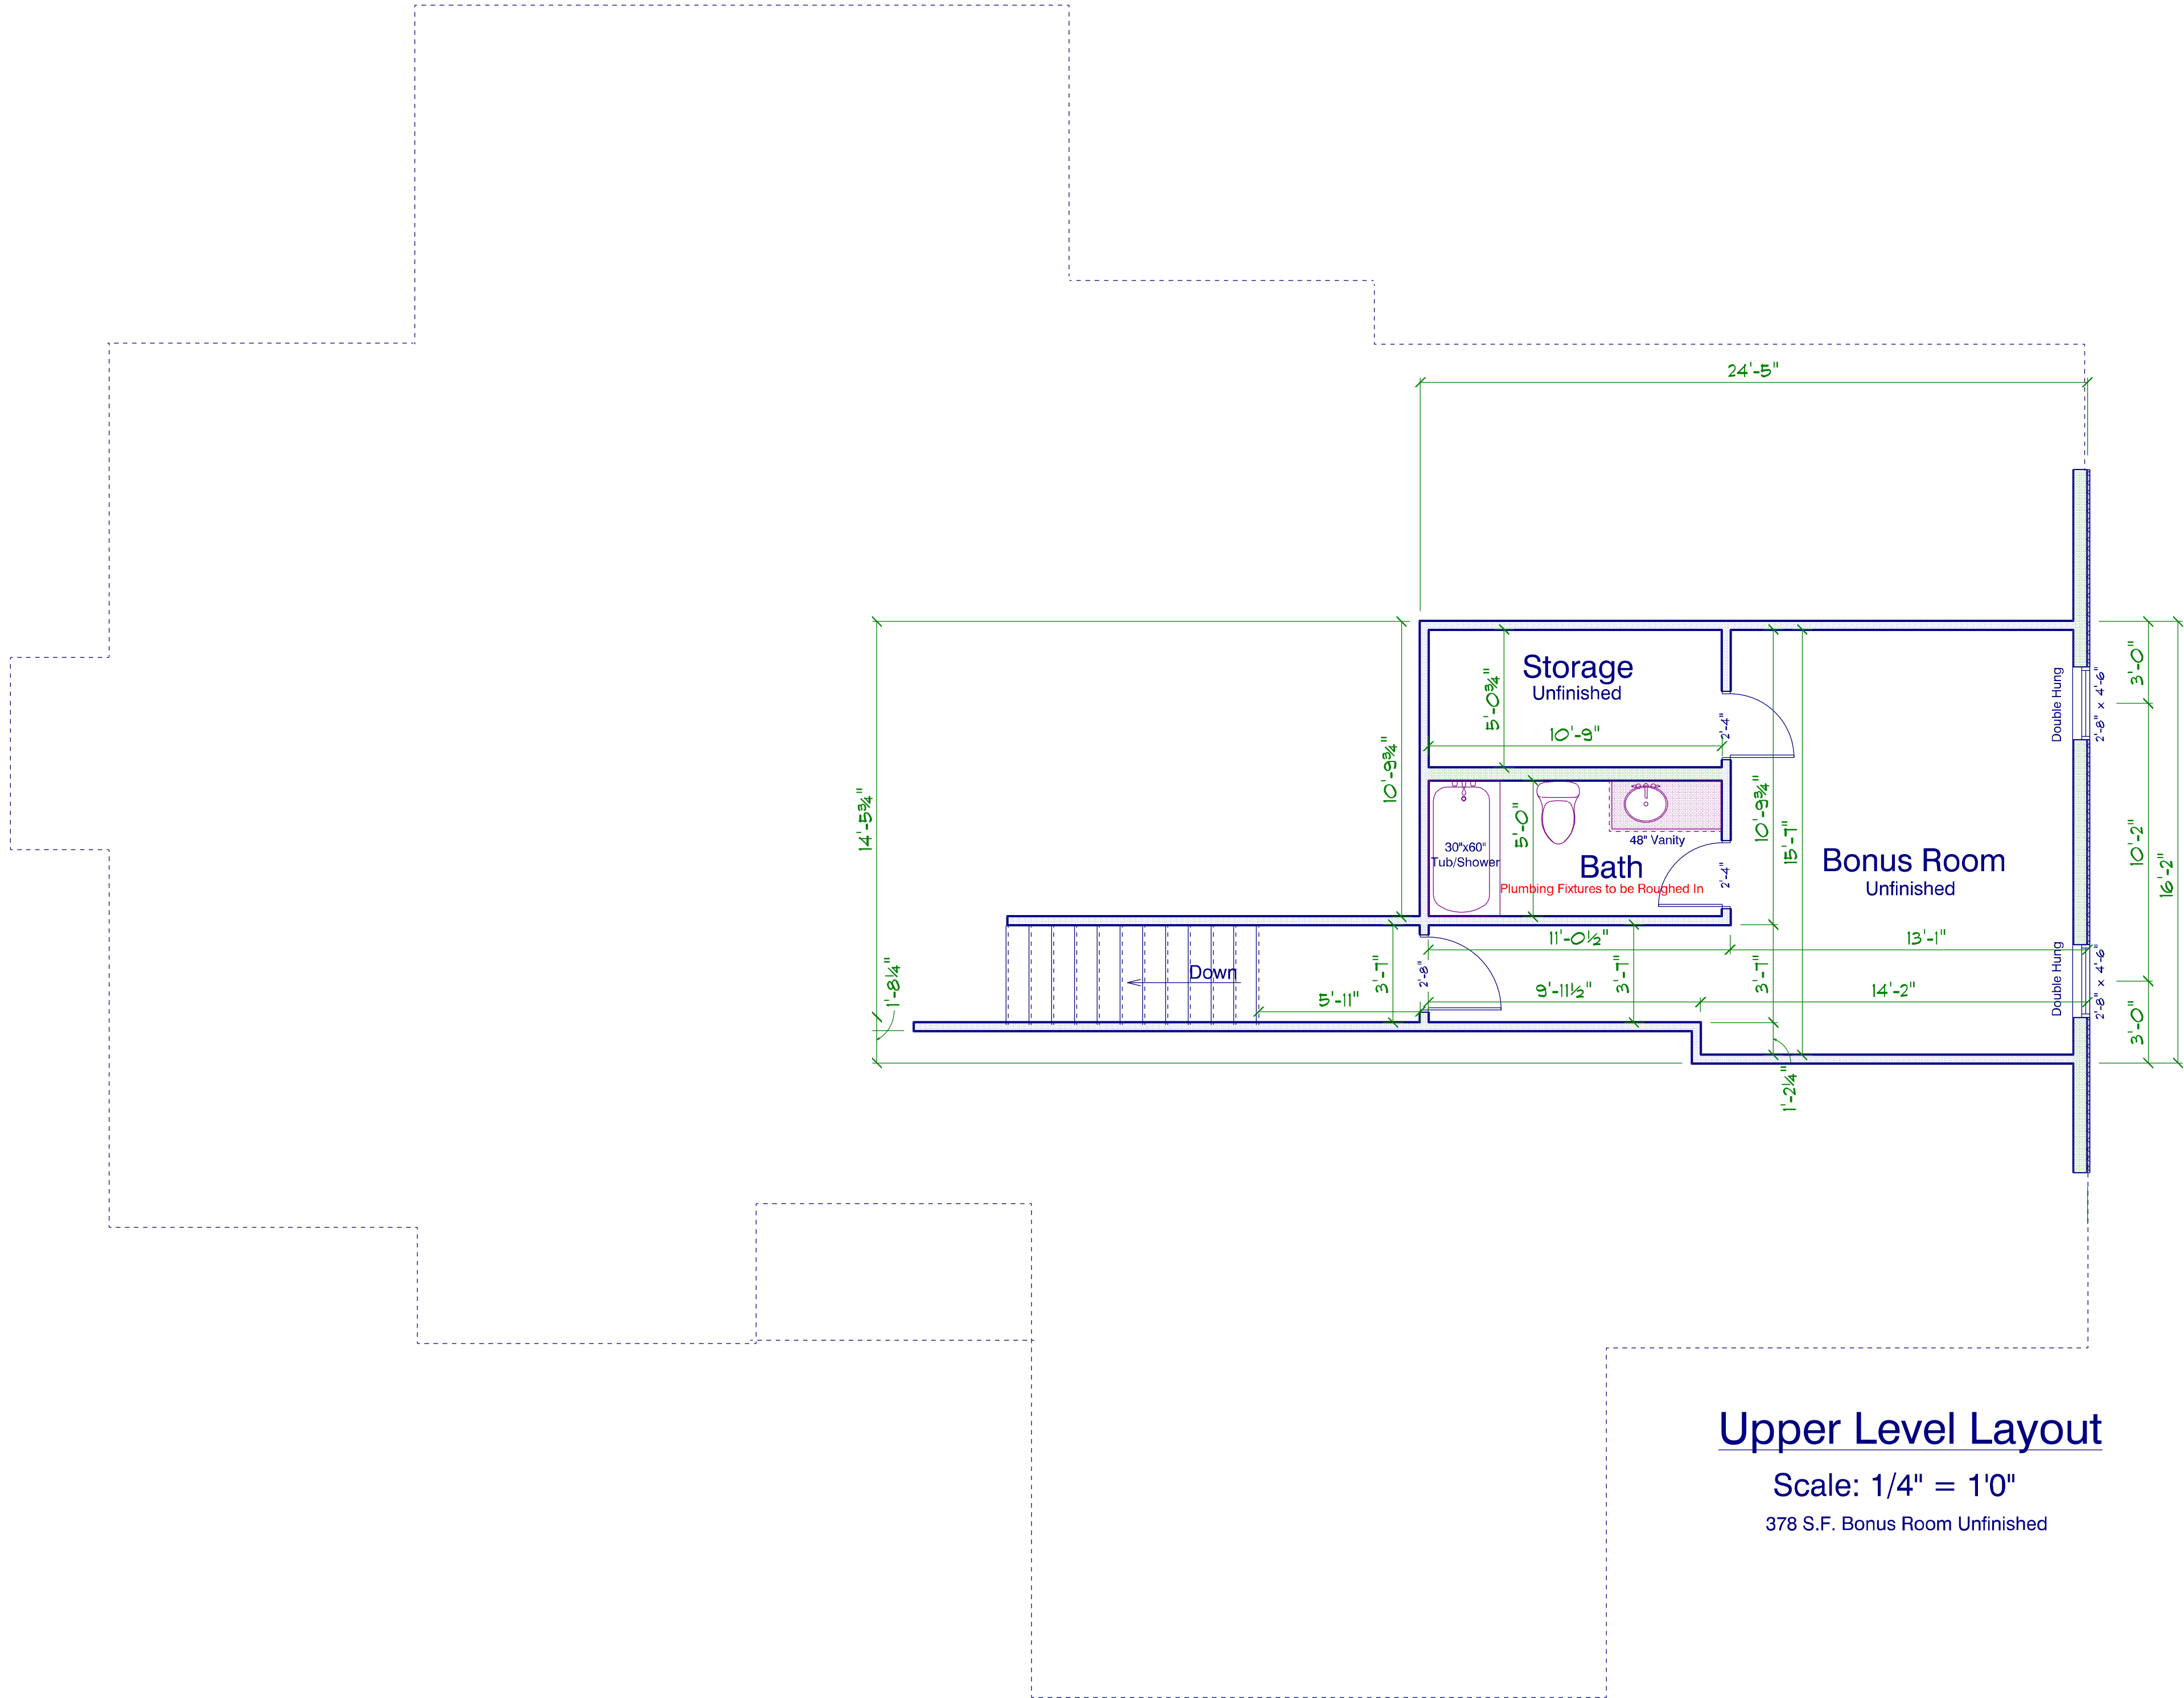 24'-5"
Storage
Unfinished
5'-0¾"
10'-9"
2'-4"
Double Hung
2'-8" x 4'-6"
3'-0"
10'-9¾"
14'-5¾"
30"x60"
Tub/Shower
5'-0"
48" Vanity
Bath
Plumbing Fixtures to be Roughed In
2'-4"
10'-9¾"
15'-7"
Bonus Room
Unfinished
10'-2"
16'-2"
11'-0½"
13'-1"
1'-8¼"
Down
5'-11"
3'-7"
2'-8"
9'-11½"
3'-7"
3'-7"
14'-2"
Double Hung
2'-8" x 4'-6"
3'-0"
1'-2¼"
Upper Level Layout
Scale: 1/4" = 1'0"
378 S.F. Bonus Room Unfinished